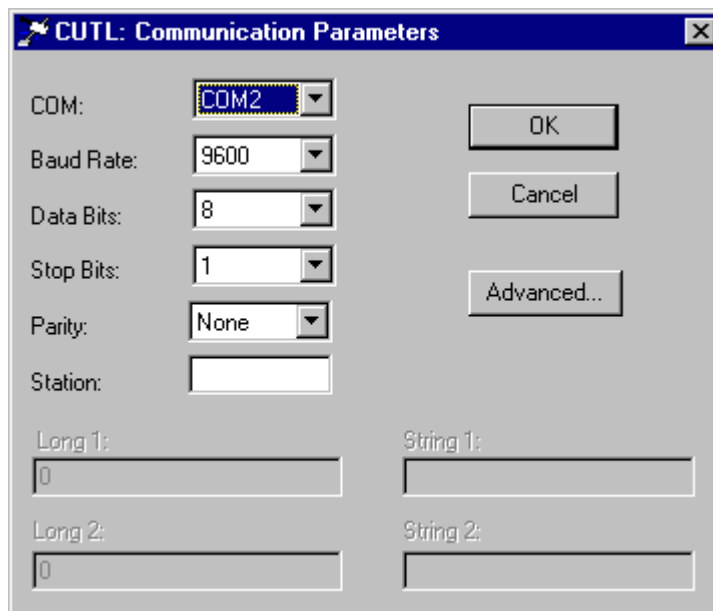 CUTL: Communication Parameters
COM: COM2
OK
Baud Rate: 9600
Cancel
Data Bits: 8
Stop Bits: 1
Advanced...
Parity: None
Station:
Long 1: String 1:
0
Long 2: String 2:
0